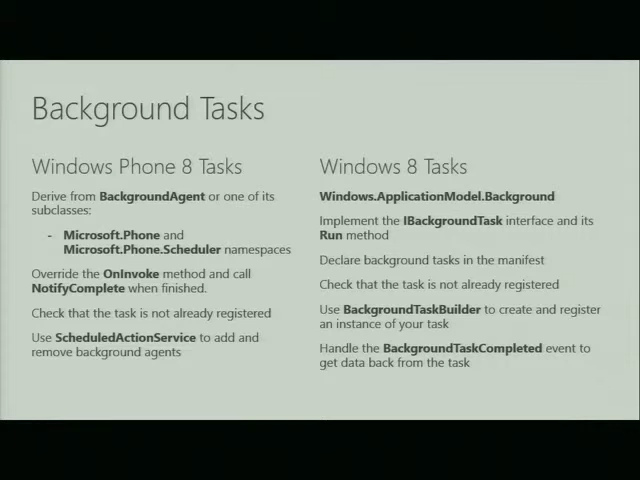 Background Tasks
Windows Phone 8 Tasks
Derive from BackgroundAgent or one of its
subclasses:
- Microsoft.Phone and
Microsoft.Phone.Scheduler namespaces
Override the OnInvoke method and call
NotifyComplete when finished.
Check that the task is not already registered
Use ScheduledActionService to add and
remove background agents
Windows 8 Tasks
Windows.ApplicationModel.Background
Implement the IBackgroundTask interface and its
Run method
Declare background tasks in the manifest
Check that the task is not already registered
Use BackgroundTaskBuilder to create and register
an instance of your task
Handle the BackgroundTaskCompleted event to
get data back from the task